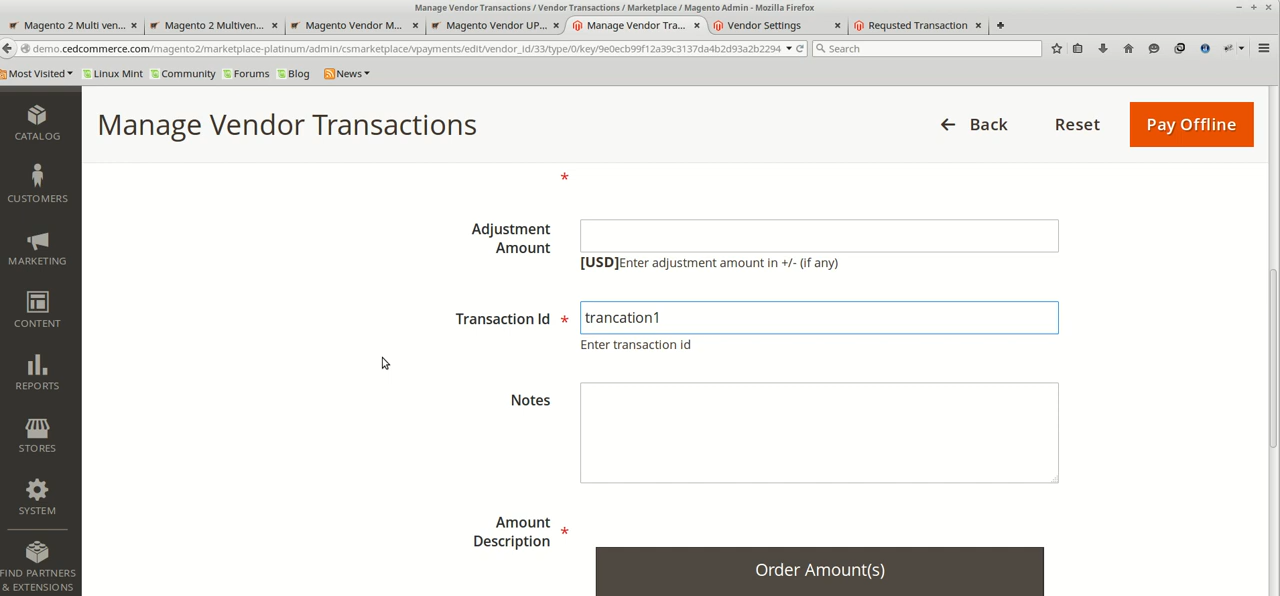 Manage Vendor Transactions / Vendor Transactions / Marketplace / Magento Admin - Mozilla Firefox
Magento 2 Multi ven...
Magento 2 Multiven...
Magento Vendor M...
Magento Vendor UP...
Manage Vendor Tra...
Vendor Settings
Requsted Transaction
demo.cedcommerce.com/magento2/marketplace-platinum/admin/csmarketplace/vpayments/edit/vendor_id/33/type/0/key/9e0ecb99f12a39c3137da4b2d93a2b2294
Search
Most Visited
Linux Mint
Community
Forums
Blog
News
CATALOG
CUSTOMERS
MARKETING
CONTENT
REPORTS
STORES
SYSTEM
FIND PARTNERS
& EXTENSIONS
Manage Vendor Transactions
Back
Reset
Pay Offline
*
Adjustment
Amount
[USD]Enter adjustment amount in +/- (if any)
Transaction Id *
trancation1
Enter transaction id
Notes
Amount
Description *
Order Amount(s)